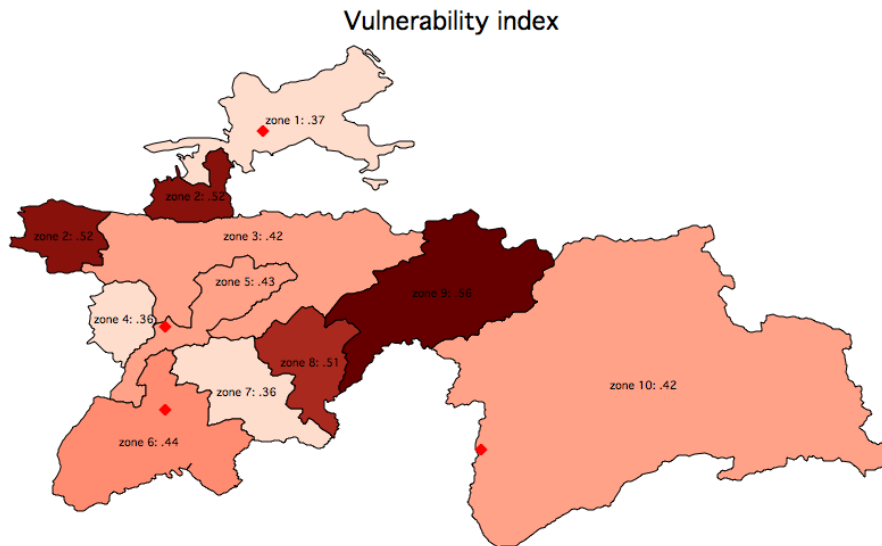 Vulnerability index
zone 1: .37
zone 2: .52
zone 2: .52
zone 3: .42
zone 5: .43
zone 9: .56
zone 4: .36
zone 8: .51
zone 10: .42
zone 7: .36
zone 6: .44